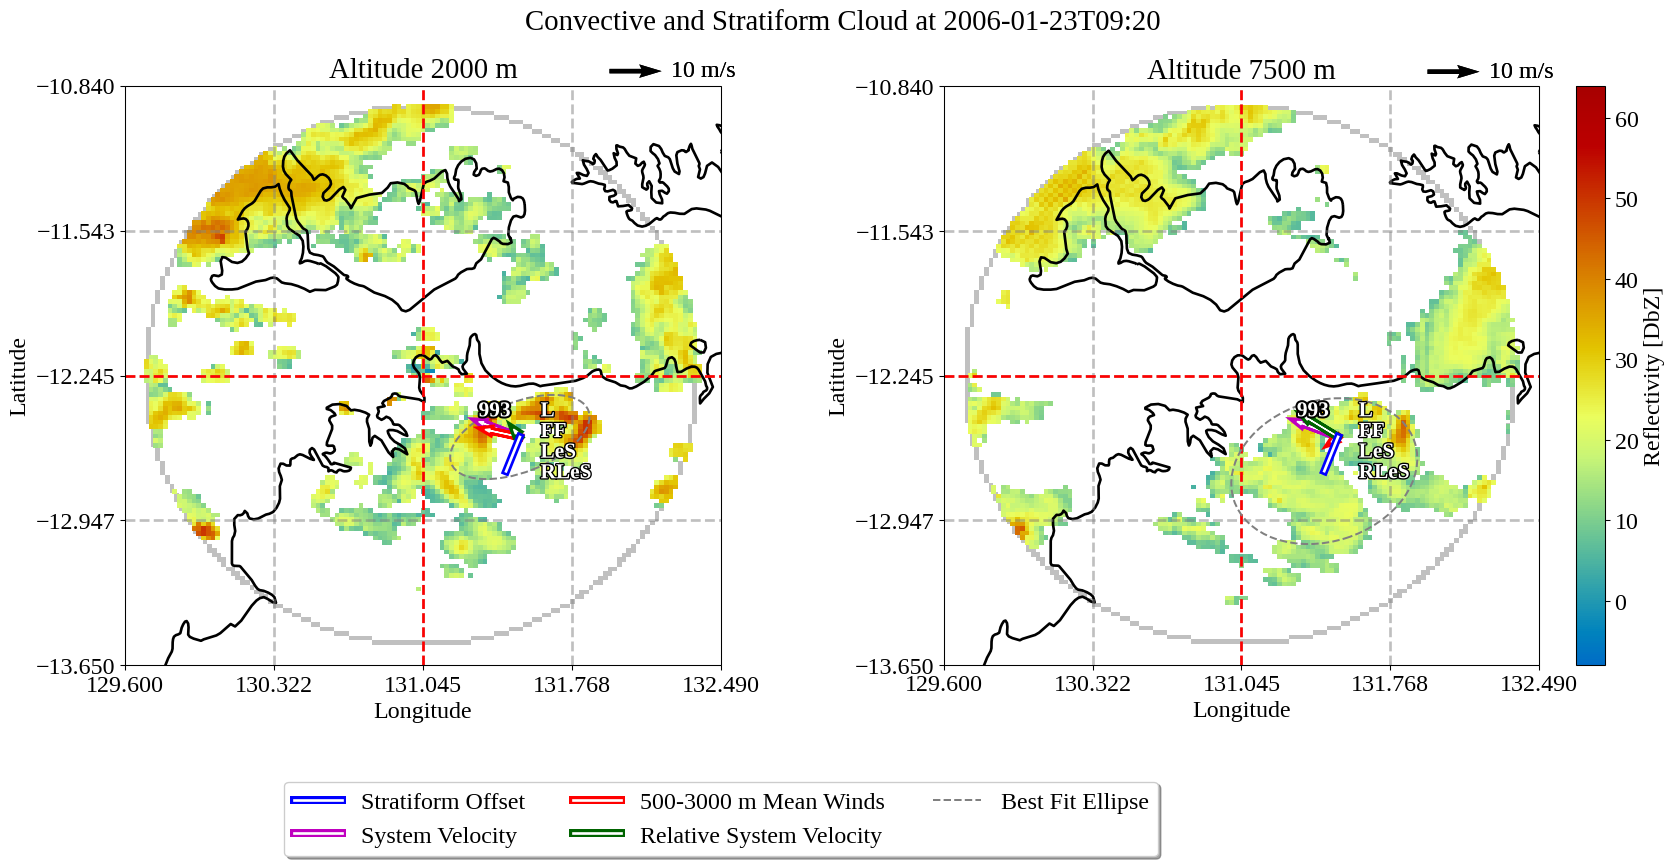 Convective and Stratiform Cloud at 2006-01-23T09:20
Altitude 2000 m
10 m/s
−10.840
−11.543
−12.245
−12.947
−13.650
Latitude
129.600
130.322
131.045
131.768
132.490
Longitude
993
L
FF
LeS
RLeS
Altitude 7500 m
10 m/s
−10.840
−11.543
−12.245
−12.947
−13.650
Latitude
129.600
130.322
131.045
131.768
132.490
Longitude
993
L
FF
LeS
RLeS
60
50
40
30
20
10
0
Reflectivity [DbZ]
Stratiform Offset
System Velocity
500-3000 m Mean Winds
Relative System Velocity
Best Fit Ellipse